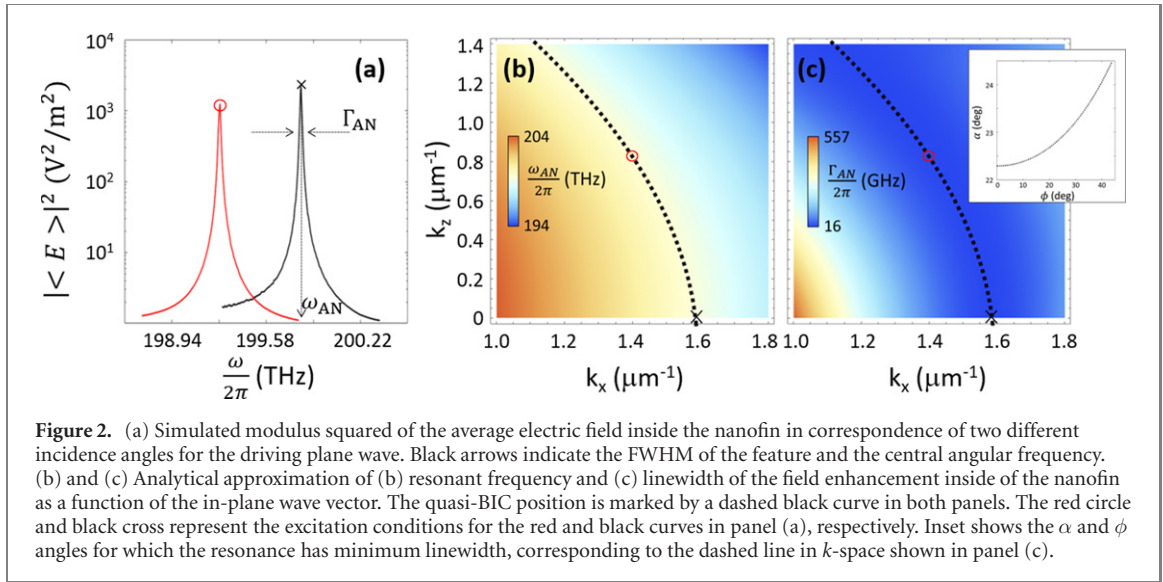 10⁴
10³
10²
10¹
|< E >|² (V²/m²)
(a)
Γ_AN
ω_AN
198.94 199.58 200.22
ω/2π (THz)
(b)
1.4
1.2
1.0
0.8
0.6
0.4
0.2
0
k_z (μm⁻¹)
204
ω_AN/2π (THz)
194
1.0 1.2 1.4 1.6 1.8
k_x (μm⁻¹)
(c)
557
Γ_AN/2π (GHz)
16
1.0 1.2 1.4 1.6 1.8
k_x (μm⁻¹)
24
23
22
α (deg)
0 10 20 30 40
ϕ (deg)
Figure 2. (a) Simulated modulus squared of the average electric field inside the nanofin in correspondence of two different
incidence angles for the driving plane wave. Black arrows indicate the FWHM of the feature and the central angular frequency.
(b) and (c) Analytical approximation of (b) resonant frequency and (c) linewidth of the field enhancement inside of the nanofin
as a function of the in-plane wave vector. The quasi-BIC position is marked by a dashed black curve in both panels. The red circle
and black cross represent the excitation conditions for the red and black curves in panel (a), respectively. Inset shows the α and ϕ
angles for which the resonance has minimum linewidth, corresponding to the dashed line in k-space shown in panel (c).